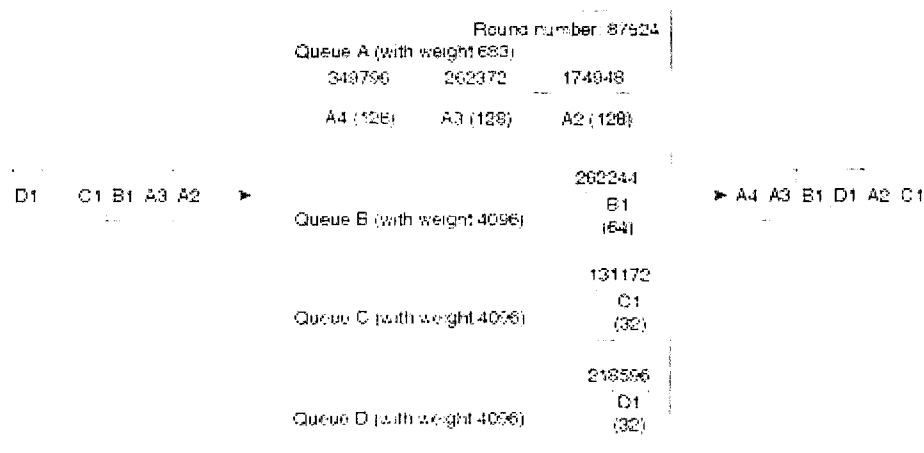 Round number: 87524
Queue A (with weight 683)
349796 262372 174948
A4 (128) A3 (128) A2 (128)
262244
D1 C1 B1 A3 A2 A4 A3 B1 D1 A2 C1
B1
Queue B (with weight 4096) (64)
131172
C1
Queue C (with weight 4096) (32)
218596
D1
Queue D (with weight 4096) (32)